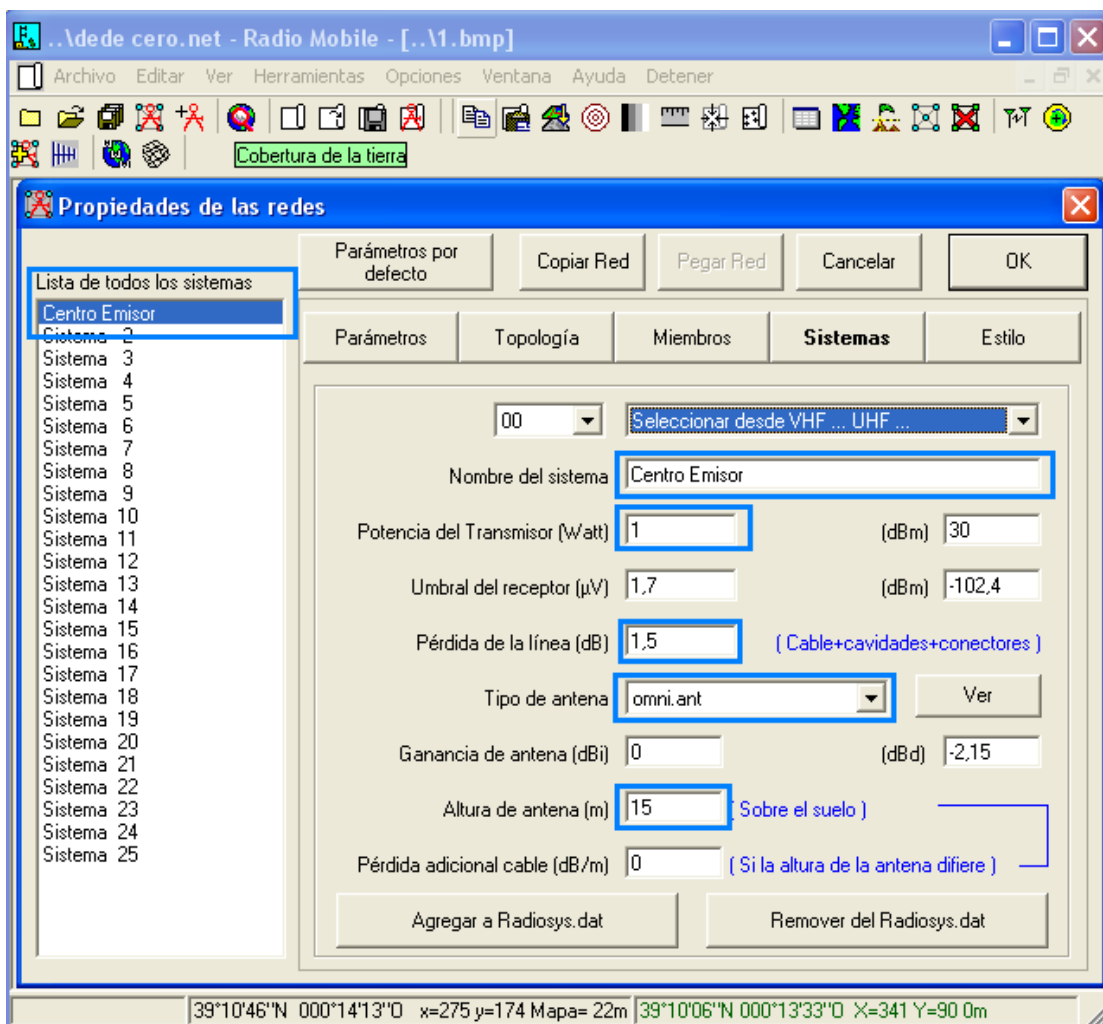 ..\dede cero.net - Radio Mobile - [..\1.bmp]
Archivo Editar Ver Herramientas Opciones Ventana Ayuda Detener
Cobertura de la tierra
Propiedades de las redes
Parámetros por defecto
Copiar Red
Pegar Red
Cancelar
OK
Lista de todos los sistemas
Centro Emisor
Sistema 2
Sistema 3
Sistema 4
Sistema 5
Sistema 6
Sistema 7
Sistema 8
Sistema 9
Sistema 10
Sistema 11
Sistema 12
Sistema 13
Sistema 14
Sistema 15
Sistema 16
Sistema 17
Sistema 18
Sistema 19
Sistema 20
Sistema 21
Sistema 22
Sistema 23
Sistema 24
Sistema 25
Parámetros Topología Miembros Sistemas Estilo
00 Seleccionar desde VHF ... UHF ...
Nombre del sistema Centro Emisor
Potencia del Transmisor (Watt) 1 (dBm) 30
Umbral del receptor (µV) 1,7 (dBm) -102,4
Pérdida de la línea (dB) 1,5 ( Cable+cavidades+conectores )
Tipo de antena omni.ant Ver
Ganancia de antena (dBi) 0 (dBd) -2,15
Altura de antena (m) 15 ( Sobre el suelo )
Pérdida adicional cable (dB/m) 0 ( Si la altura de la antena difiere )
Agregar a Radiosys.dat Remover del Radiosys.dat
39°10'46"N 000°14'13"O x=275 y=174 Mapa= 22m 39°10'06"N 000°13'33"O X=341 Y=90 0m